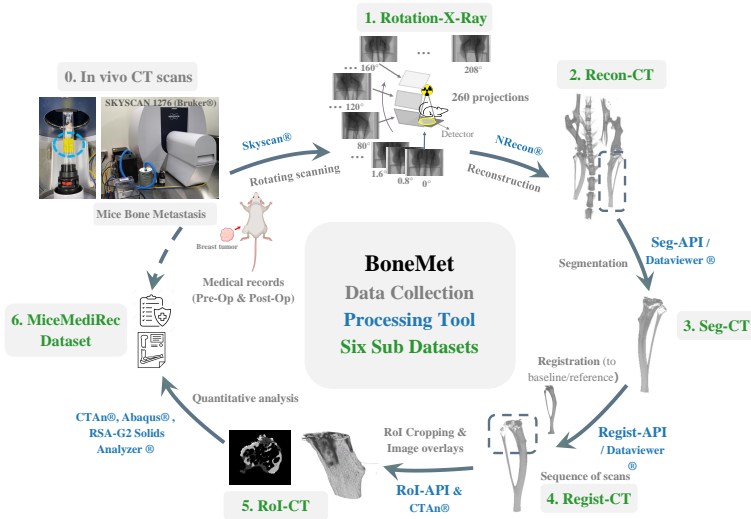 1. Rotation-X-Ray
... 160°
...
208°
0. In vivo CT scans
2. Recon-CT
SKYSCAN 1276 (Bruker®)
... 120°
260 projections
Detector
80°
...
1.6°
0.8°
0°
Skyscan®
Rotating scanning
NRecon®
Reconstruction
Mice Bone Metastasis
Breast tumor
Medical records
(Pre-Op & Post-Op)
BoneMet
Data Collection
Processing Tool
Six Sub Datasets
Segmentation
Seg-API /
Dataviewer ®
3. Seg-CT
6. MiceMediRec
Dataset
Registration (to
baseline/reference)
Quantitative analysis
CTAn®, Abaqus® ,
RSA-G2 Solids
Analyzer ®
RoI Cropping &
Image overlays
Regist-API
/ Dataviewer
®
Sequence of scans
RoI-API &
CTAn®
5. RoI-CT
4. Regist-CT